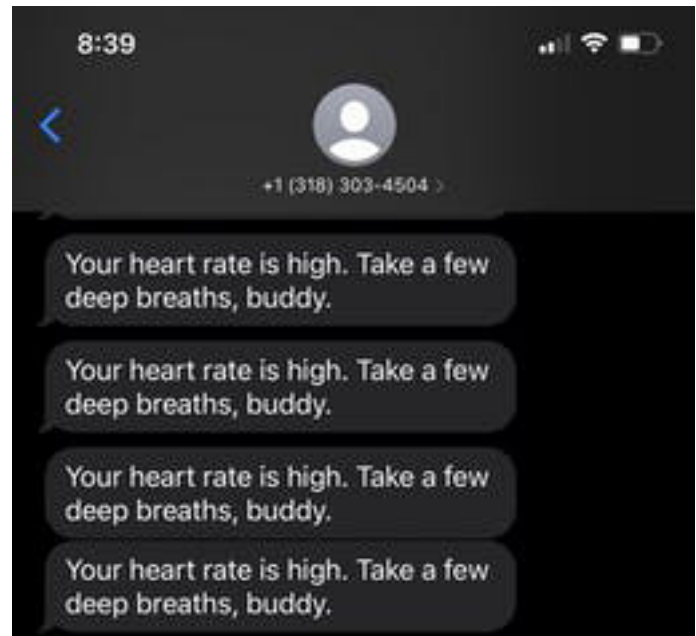 8:39
+1 (318) 303-4504 >
Your heart rate is high. Take a few
deep breaths, buddy.
Your heart rate is high. Take a few
deep breaths, buddy.
Your heart rate is high. Take a few
deep breaths, buddy.
Your heart rate is high. Take a few
deep breaths, buddy.